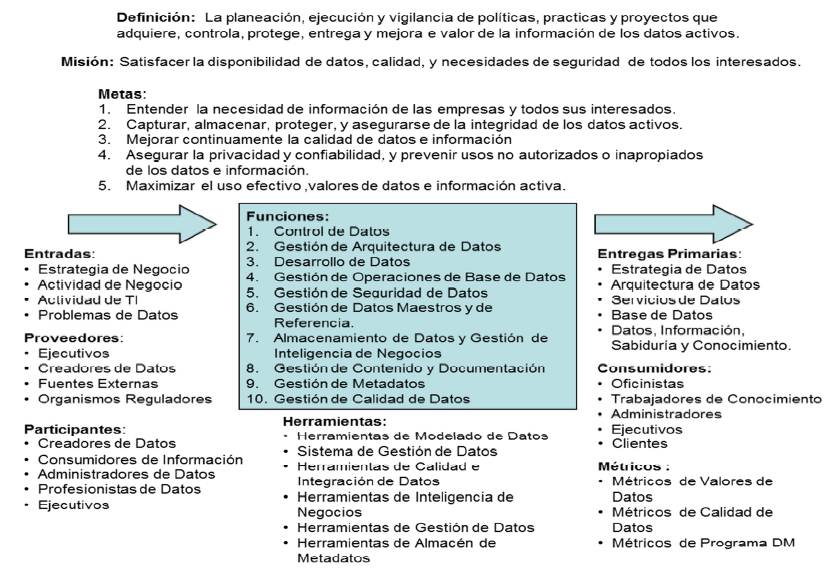 Definición: La planeación, ejecución y vigilancia de políticas, practicas y proyectos que
adquiere, controla, protege, entrega y mejora e valor de la información de los datos activos.
Misión: Satisfacer la disponibilidad de datos, calidad, y necesidades de seguridad de todos los interesados.
Metas:
1. Entender la necesidad de información de las empresas y todos sus interesados.
2. Capturar, almacenar, proteger, y asegurarse de la integridad de los datos activos.
3. Mejorar continuamente la calidad de datos e información
4. Asegurar la privacidad y confiabilidad, y prevenir usos no autorizados o inapropiados
de los datos e información.
5. Maximizar el uso efectivo ,valores de datos e información activa.
Entradas:
• Estrategia de Negocio
• Actividad de Negocio
• Actividad de TI
• Problemas de Datos
Proveedores:
• Ejecutivos
• Creadores de Datos
• Fuentes Externas
• Organismos Reguladores
Participantes:
• Creadores de Datos
• Consumidores de Información
• Administradores de Datos
• Profesionistas de Datos
• Ejecutivos
Funciones:
1. Control de Datos
2. Gestión de Arquitectura de Datos
3. Desarrollo de Datos
4. Gestión de Operaciones de Base de Datos
5. Gestión de Seguridad de Datos
6. Gestión de Datos Maestros y de
Referencia.
7. Almacenamiento de Datos y Gestión de
Inteligencia de Negocios
8. Gestión de Contenido y Documentación
9. Gestión de Metadatos
10. Gestión de Calidad de Datos
Herramientas:
• Herramientas de Modelado de Datos
• Sistema de Gestión de Datos
• Herramientas de Calidad e
Integración de Datos
• Herramientas de Inteligencia de
Negocios
• Herramientas de Gestión de Datos
• Herramientas de Almacén de
Metadatos
Entregas Primarias:
• Estrategia de Datos
• Arquitectura de Datos
• Servicios de Datos
• Base de Datos
• Datos, Información,
Sabiduría y Conocimiento.
Consumidores:
• Oficinistas
• Trabajadores de Conocimiento
• Administradores
• Ejecutivos
• Clientes
Métricos :
• Métricos de Valores de
Datos
• Métricos de Calidad de
Datos
• Métricos de Programa DM